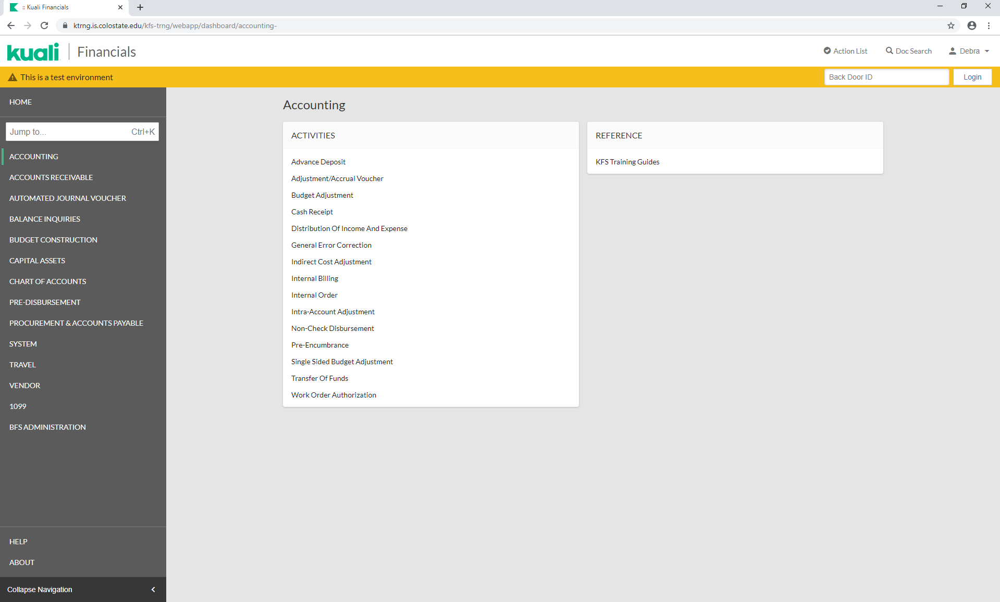 :: Kuali Financials
ktrng.is.colostate.edu/kfs-trng/webapp/dashboard/accounting-
kuali Financials
Action List
Doc Search
Debra
This is a test environment
Back Door ID
Login
HOME
Jump to... Ctrl+K
ACCOUNTING
ACCOUNTS RECEIVABLE
AUTOMATED JOURNAL VOUCHER
BALANCE INQUIRIES
BUDGET CONSTRUCTION
CAPITAL ASSETS
CHART OF ACCOUNTS
PRE-DISBURSEMENT
PROCUREMENT & ACCOUNTS PAYABLE
SYSTEM
TRAVEL
VENDOR
1099
BFS ADMINISTRATION
HELP
ABOUT
Collapse Navigation
Accounting
ACTIVITIES
Advance Deposit
Adjustment/Accrual Voucher
Budget Adjustment
Cash Receipt
Distribution Of Income And Expense
General Error Correction
Indirect Cost Adjustment
Internal Billing
Internal Order
Intra-Account Adjustment
Non-Check Disbursement
Pre-Encumbrance
Single Sided Budget Adjustment
Transfer Of Funds
Work Order Authorization
REFERENCE
KFS Training Guides